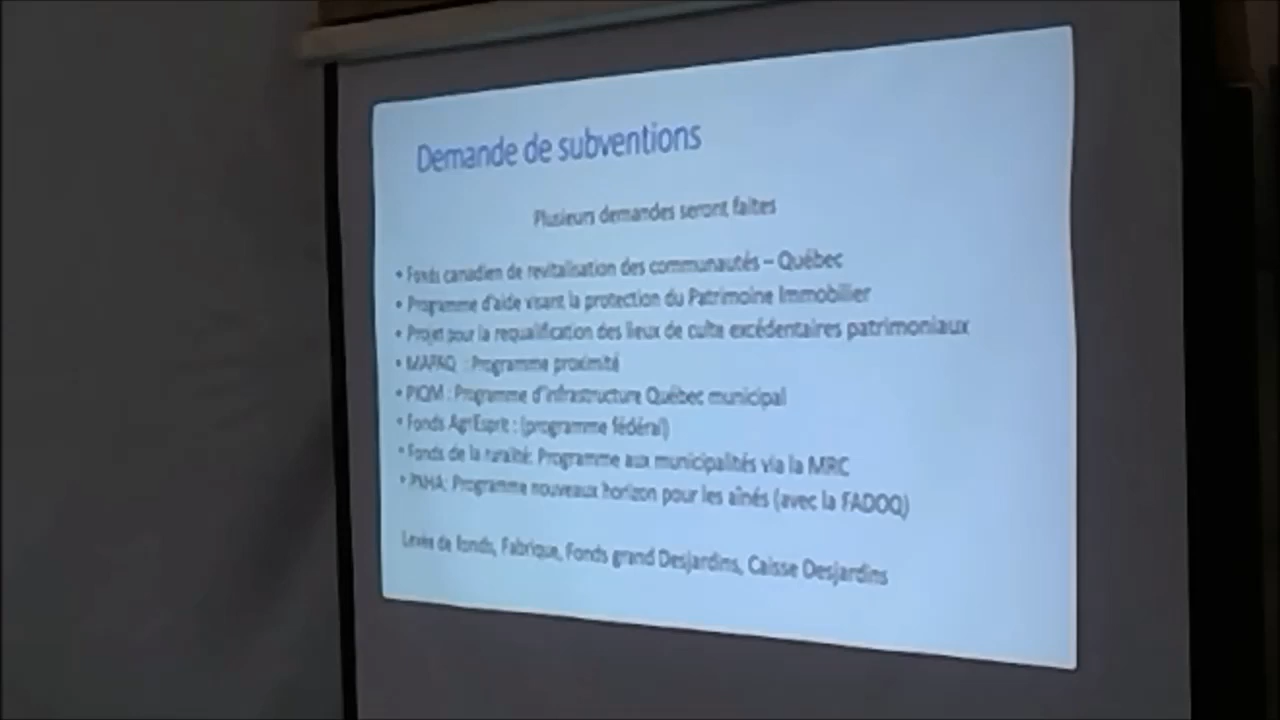 Demande de subventions
Plusieurs demandes seront faites
• Fonds canadien de revitalisation des communautés – Québec
• Programme d'aide visant la protection du Patrimoine Immobilier
• Projet pour la requalification des lieux de culte excédentaires patrimoniaux
• MAPAQ : Programme proximité
• PIQM : Programme d'infrastructure Québec municipal
• Fonds AgrEsprit : (programme fédéral)
• Fonds de la ruralité: Programme aux municipalités via la MRC
• PNHA: Programme nouveaux horizon pour les aînés (avec la FADOQ)
Levée de fonds, Fabrique, Fonds grand Desjardins, Caisse Desjardins